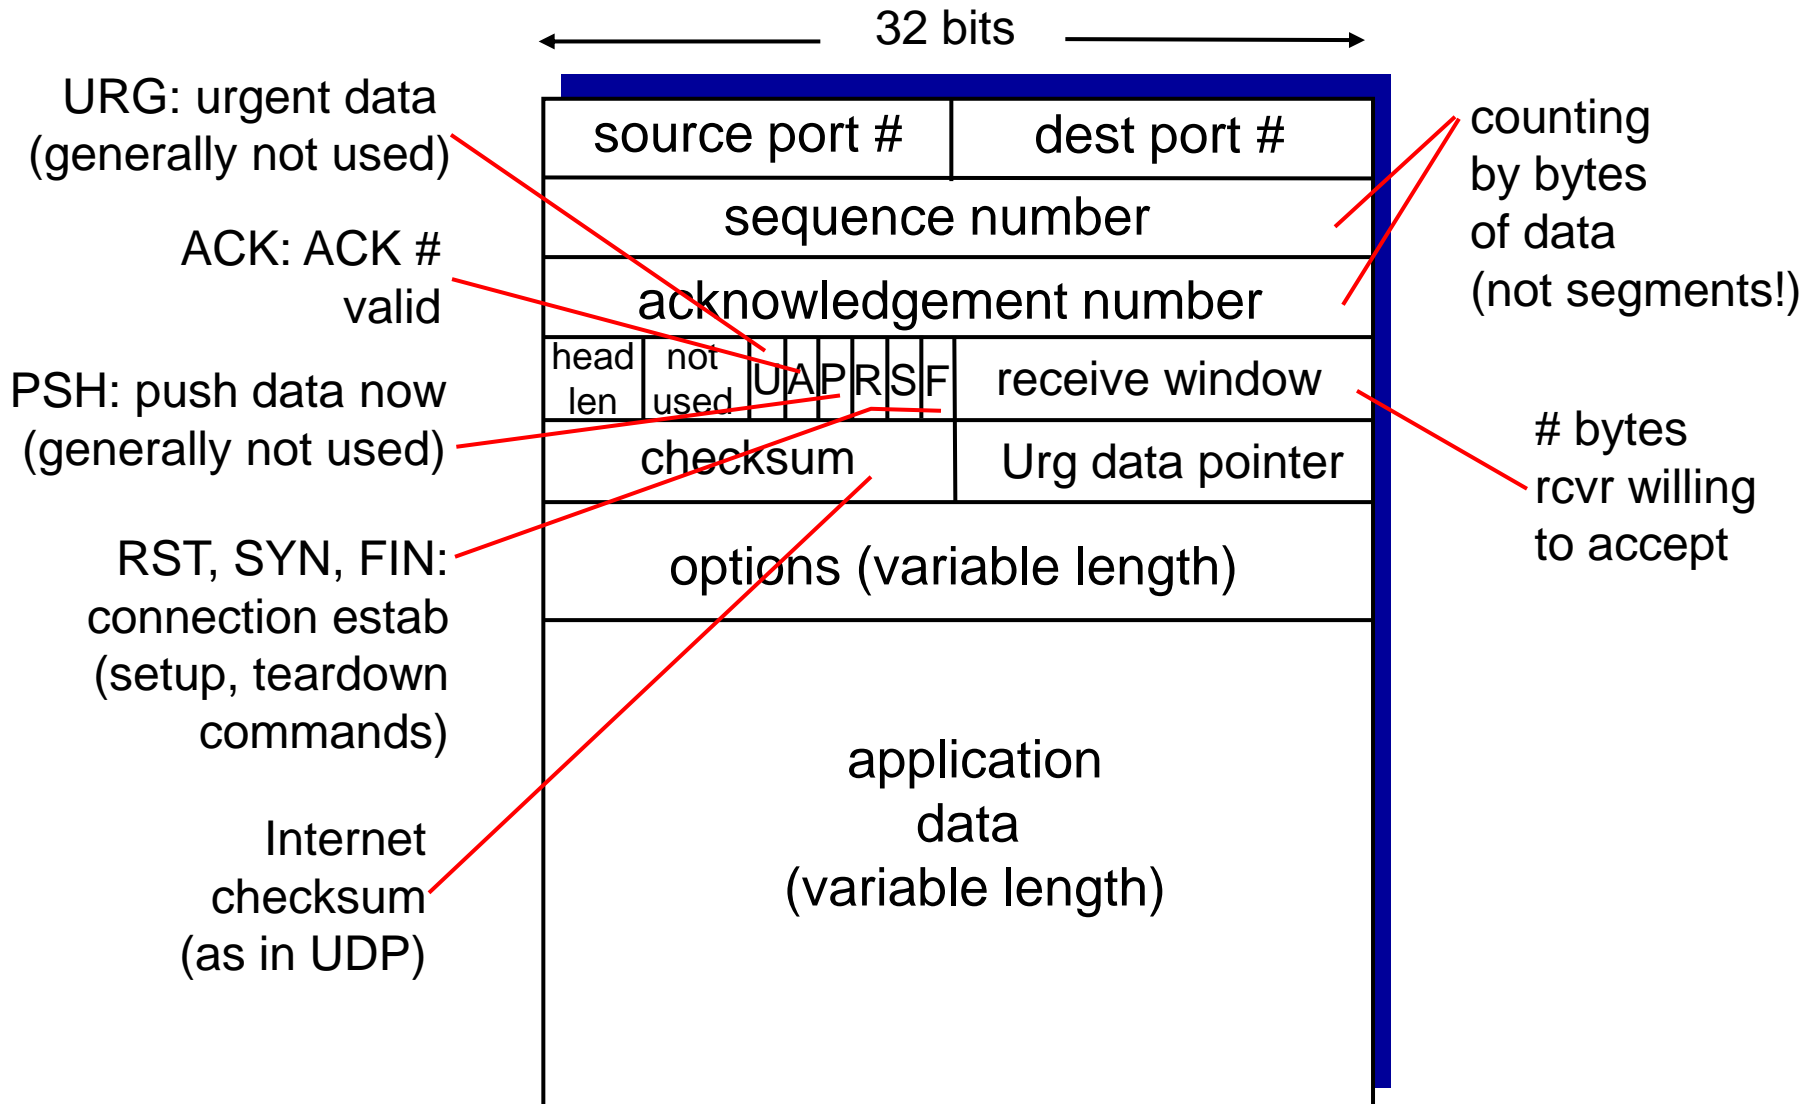 32 bits
URG: urgent data
(generally not used)
ACK: ACK #
valid
PSH: push data now
(generally not used)
RST, SYN, FIN:
connection estab
(setup, teardown
commands)
Internet
checksum
(as in UDP)
source port #
dest port #
sequence number
acknowledgement number
head
len
not
used
U
A
P
R
S
F
receive window
checksum
Urg data pointer
options (variable length)
application
data
(variable length)
counting
by bytes
of data
(not segments!)
# bytes
rcvr willing
to accept